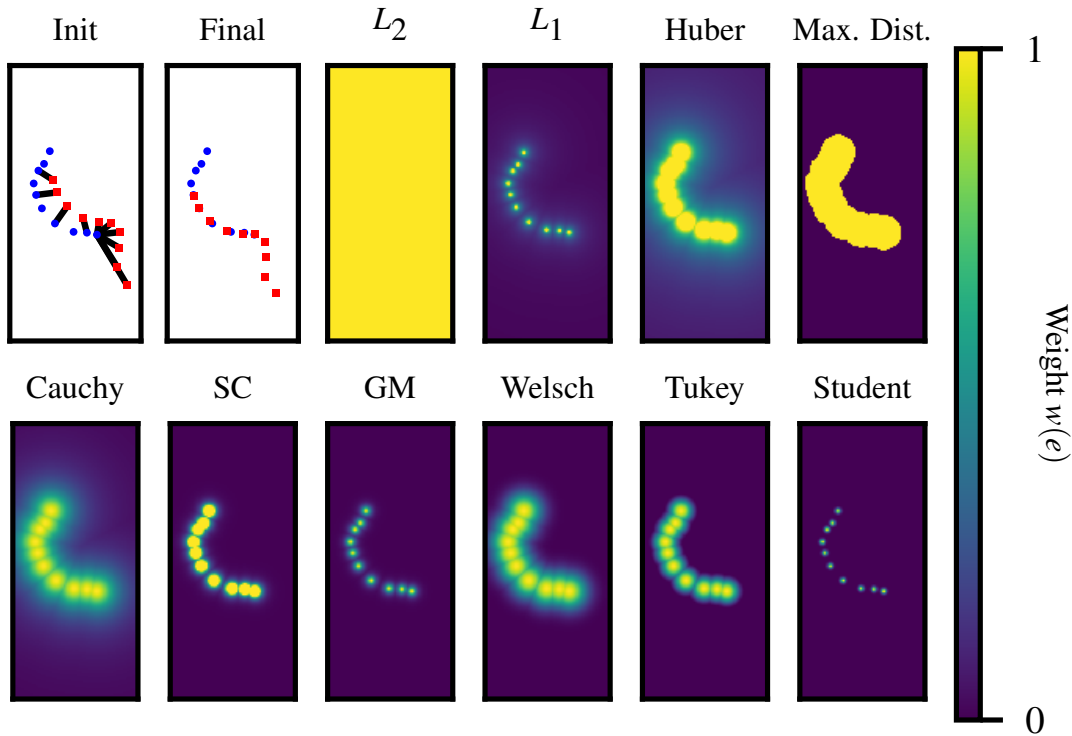 Init Final L₂ L₁ Huber Max. Dist.
1
Weight w(e)
Cauchy SC GM Welsch Tukey Student
0